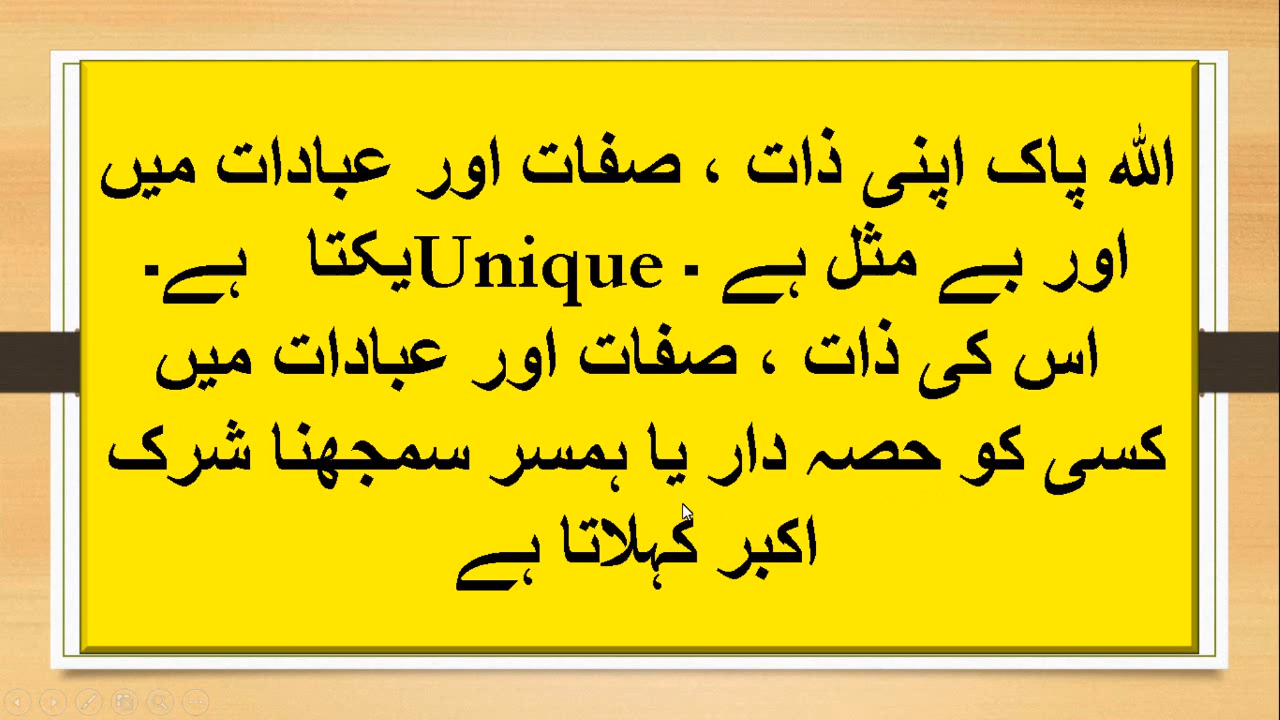 اللہ پاک اپنی ذات ، صفات اور عبادات میں
اور بے مثل ہے ۔ Uniqueیکتا ہے۔
اس کی ذات ، صفات اور عبادات میں
کسی کو حصہ دار یا ہمسر سمجھنا شرک
اکبر کہلاتا ہے